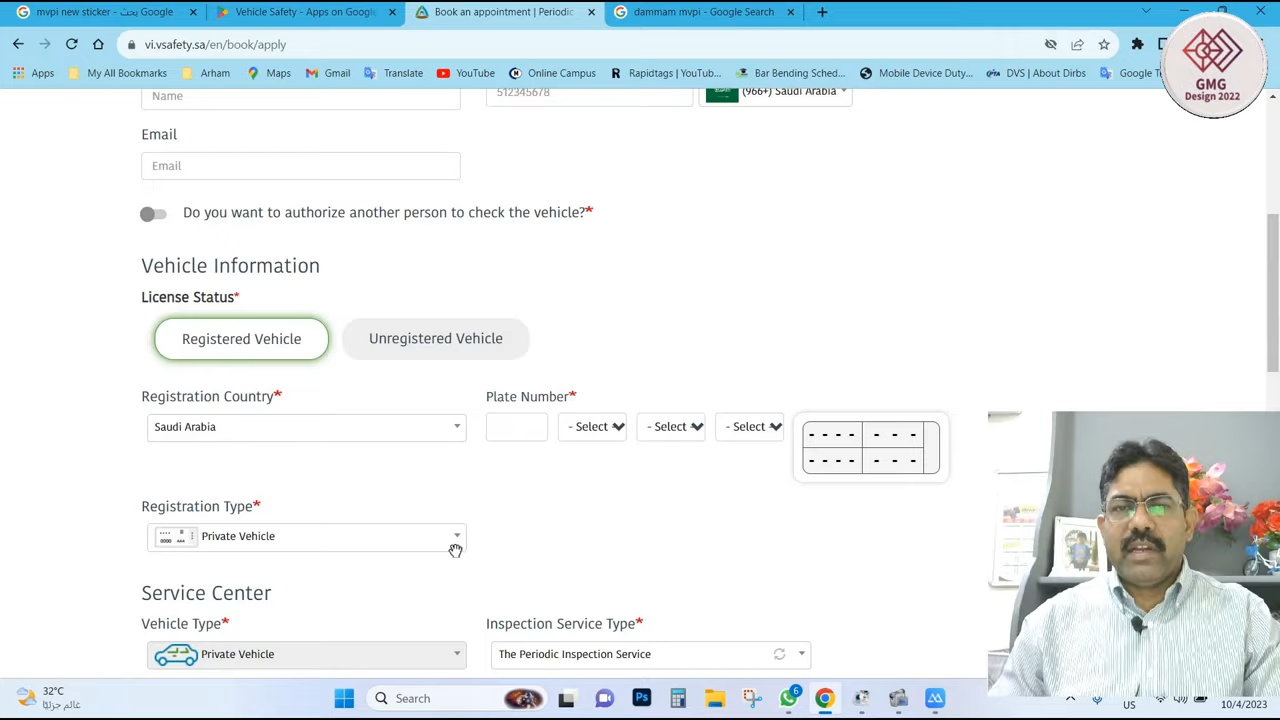 mvpi new sticker - بحث Google
Vehicle Safety - Apps on Google
Book an appointment | Periodic
dammam mvpi - Google Search
vi.vsafety.sa/en/book/apply
Apps
My All Bookmarks
Arham
Maps
Gmail
Translate
YouTube
Online Campus
Rapidtags | YouTub...
Bar Bending Sched...
Mobile Device Duty...
DVS | About Dirbs
Google T
GMG
Design 2022
Name
512345678
(966+) Saudi Arabia
Email
Email
Do you want to authorize another person to check the vehicle?*
Vehicle Information
License Status*
Registered Vehicle
Unregistered Vehicle
Registration Country*
Plate Number*
Saudi Arabia
- Select
- Select
- Select
- - - - - - -
- - - - - - -
Registration Type*
Private Vehicle
Service Center
Vehicle Type*
Inspection Service Type*
Private Vehicle
The Periodic Inspection Service
32°C
غائم جزئيًا
Search
6
US
10/4/2023